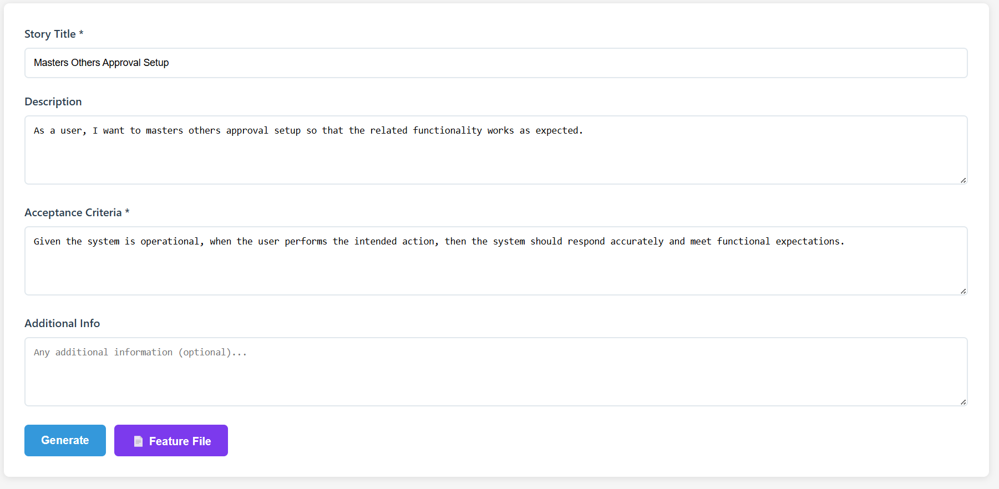 Story Title *
Masters Others Approval Setup
Description
As a user, I want to masters others approval setup so that the related functionality works as expected.
Acceptance Criteria *
Given the system is operational, when the user performs the intended action, then the system should respond accurately and meet functional expectations.
Additional Info
Any additional information (optional)...
Generate
Feature File